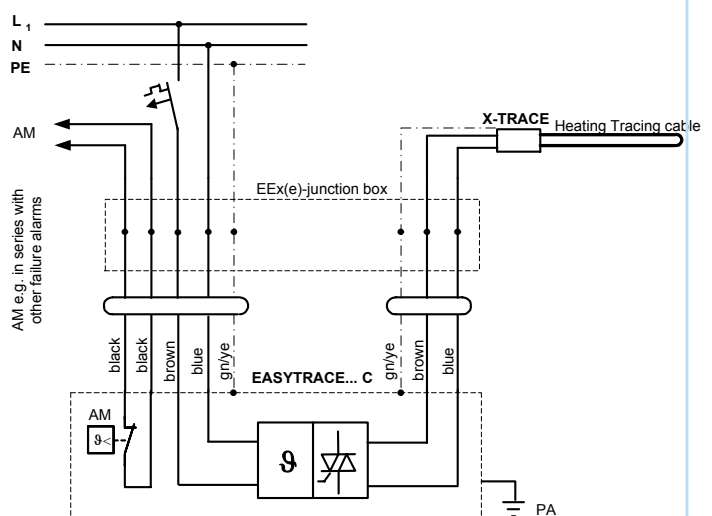 L 1
N
PE
AM
X-TRACE
Heating Tracing cable
AM e.g. in series with
other failure alarms
EEx(e)-junction box
black
black
brown
blue
gn/ye
gn/ye
brown
blue
EASYTRACE... C
AM
ϑ<
ϑ
PA